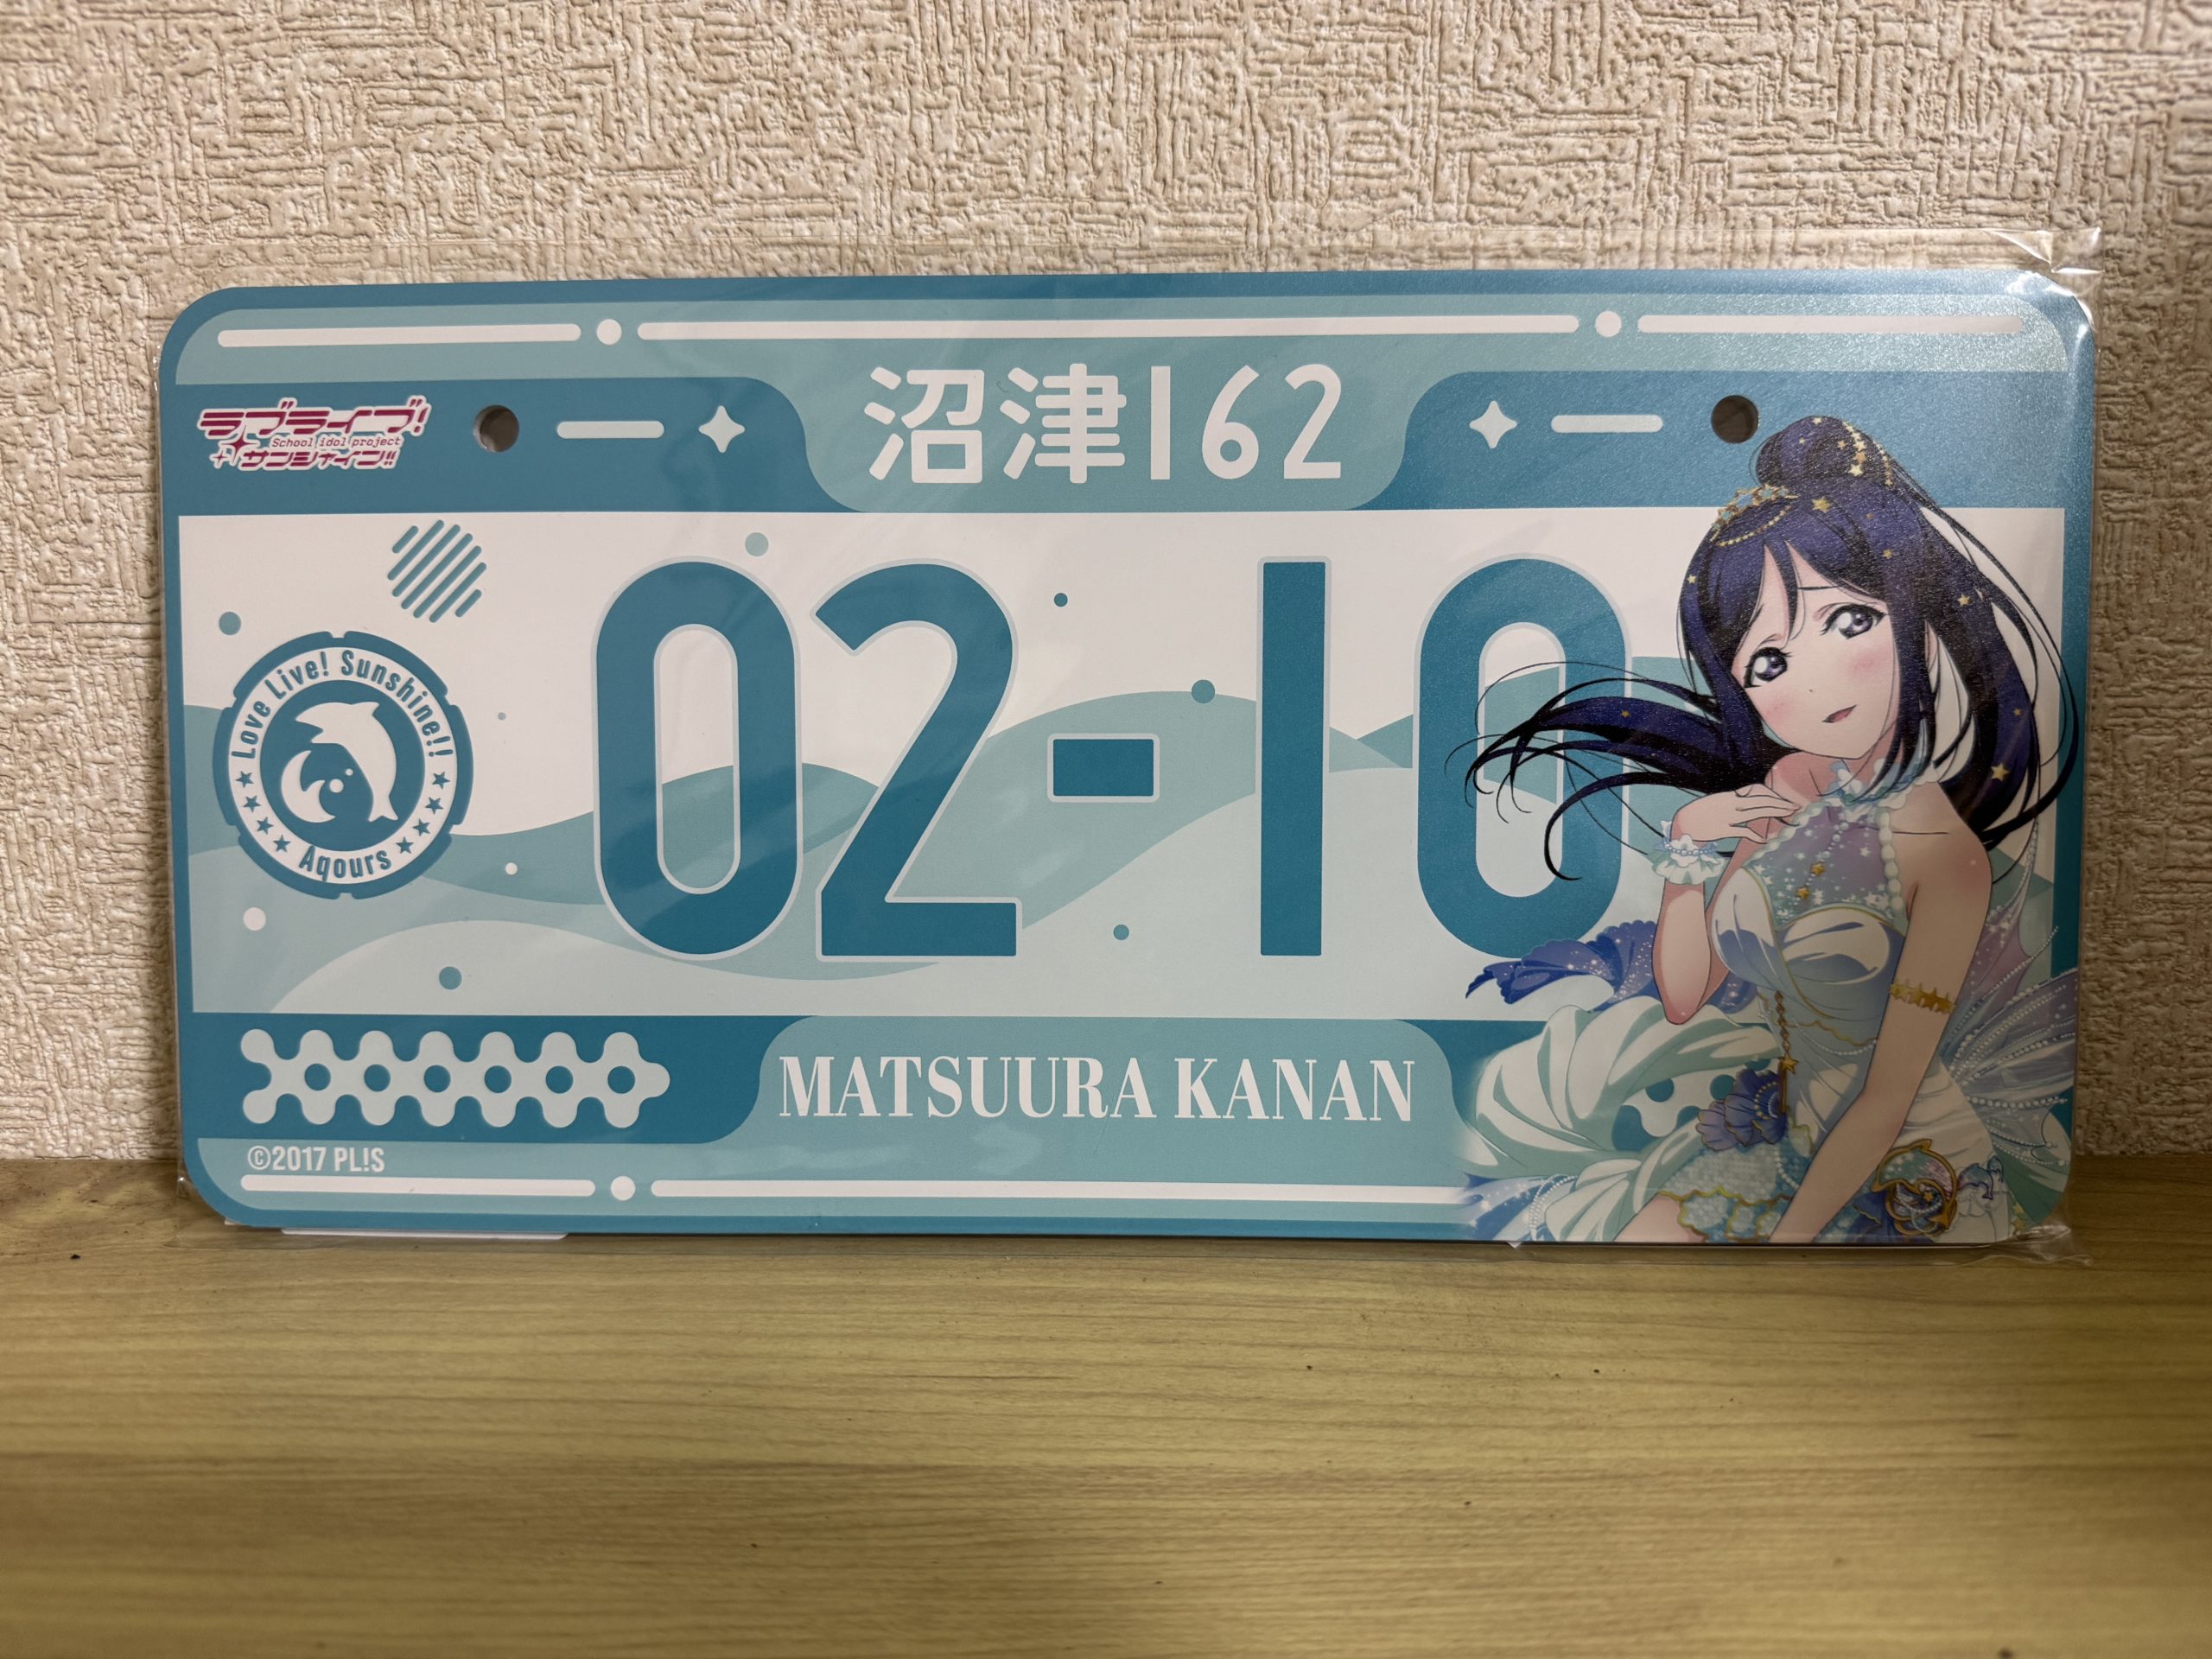 沼津162
ラブライブ!
School idol project
サンシャイン!!
02-10
Love Live! Sunshine!!
Aqours
MATSUURA KANAN
©2017 PL!S